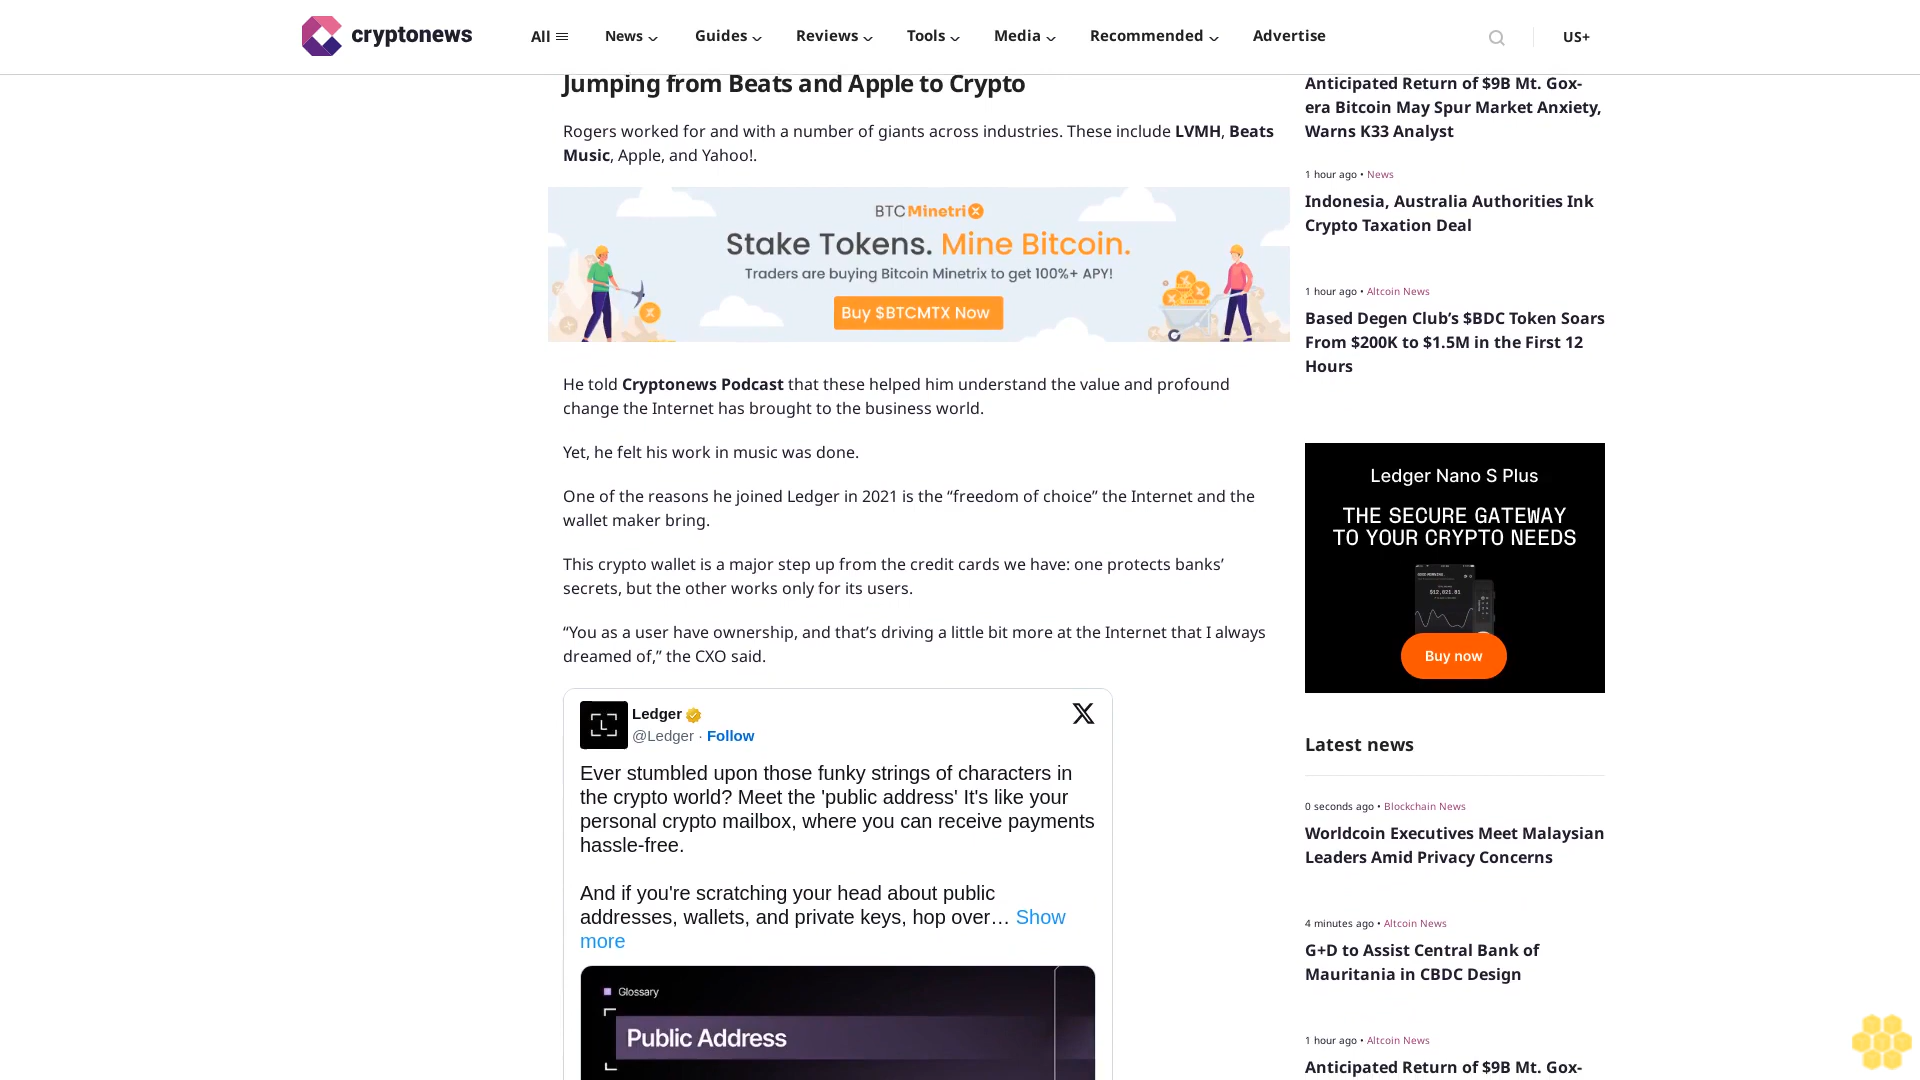 cryptonews
All
News
Guides
Reviews
Tools
Media
Recommended
Advertise
US+
Jumping from Beats and Apple to Crypto
Rogers worked for and with a number of giants across industries. These include LVMH, Beats
Music, Apple, and Yahoo!.
BTC Minetrix
Stake Tokens. Mine Bitcoin.
Traders are buying Bitcoin Minetrix to get 100%+ APY!
Buy $BTCMTX Now
He told Cryptonews Podcast that these helped him understand the value and profound
change the Internet has brought to the business world.
Yet, he felt his work in music was done.
One of the reasons he joined Ledger in 2021 is the “freedom of choice” the Internet and the
wallet maker bring.
This crypto wallet is a major step up from the credit cards we have: one protects banks’
secrets, but the other works only for its users.
“You as a user have ownership, and that’s driving a little bit more at the Internet that I always
dreamed of,” the CXO said.
Ledger
@Ledger · Follow
Ever stumbled upon those funky strings of characters in
the crypto world? Meet the 'public address' It's like your
personal crypto mailbox, where you can receive payments
hassle-free.
And if you're scratching your head about public
addresses, wallets, and private keys, hop over… Show
more
Glossary
Public Address
Anticipated Return of $9B Mt. Gox-
era Bitcoin May Spur Market Anxiety,
Warns K33 Analyst
1 hour ago • News
Indonesia, Australia Authorities Ink
Crypto Taxation Deal
1 hour ago • Altcoin News
Based Degen Club’s $BDC Token Soars
From $200K to $1.5M in the First 12
Hours
Ledger Nano S Plus
THE SECURE GATEWAY
TO YOUR CRYPTO NEEDS
$12,021.81
Buy now
Latest news
0 seconds ago • Blockchain News
Worldcoin Executives Meet Malaysian
Leaders Amid Privacy Concerns
4 minutes ago • Altcoin News
G+D to Assist Central Bank of
Mauritania in CBDC Design
1 hour ago • Altcoin News
Anticipated Return of $9B Mt. Gox-